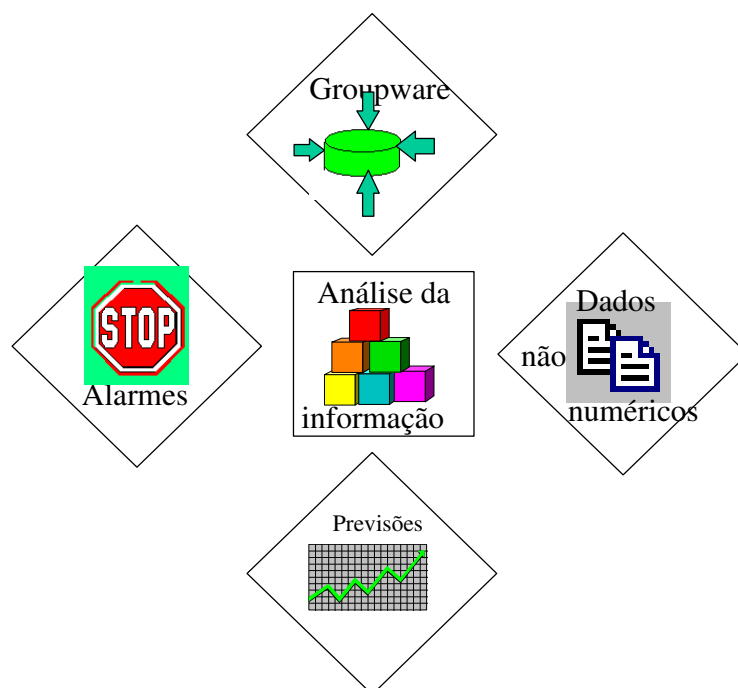 Groupware
STOP
Alarmes
Análise da
informação
Dados
não
numéricos
Previsões